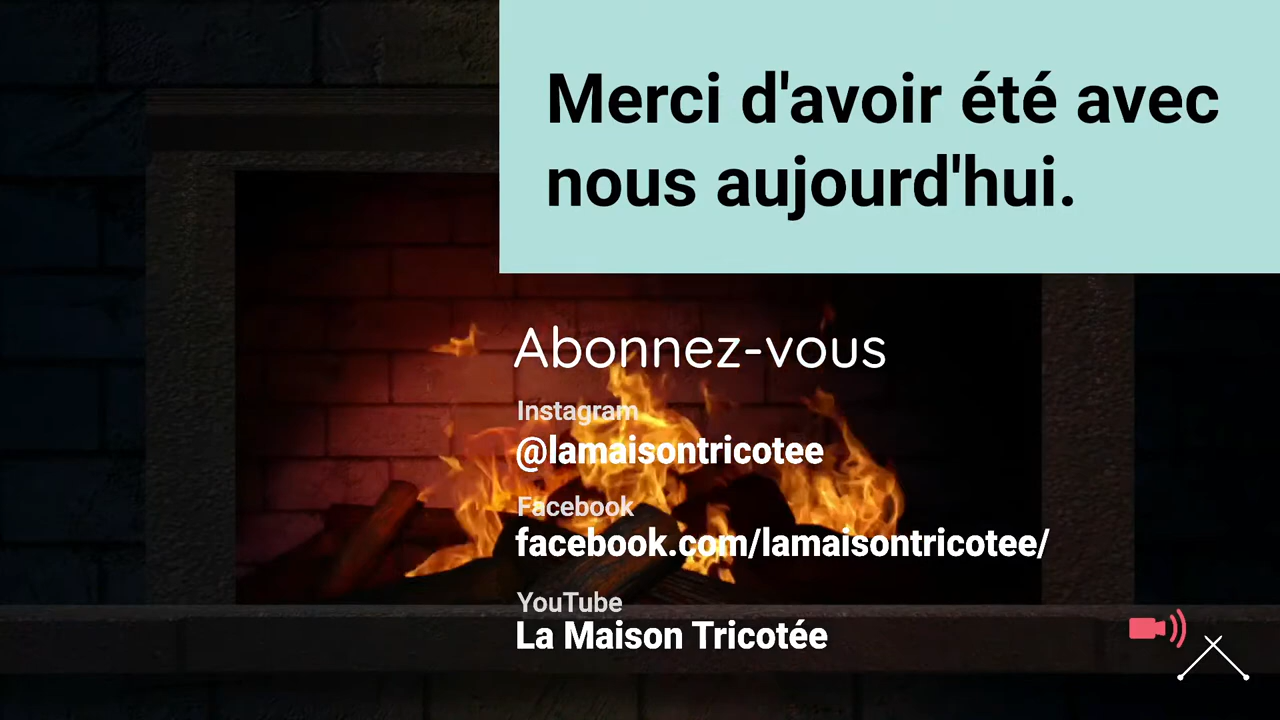 Merci d'avoir été avec
nous aujourd'hui.
Abonnez-vous
Instagram
@lamaisontricotee
Facebook
facebook.com/lamaisontricotee/
YouTube
La Maison Tricotée